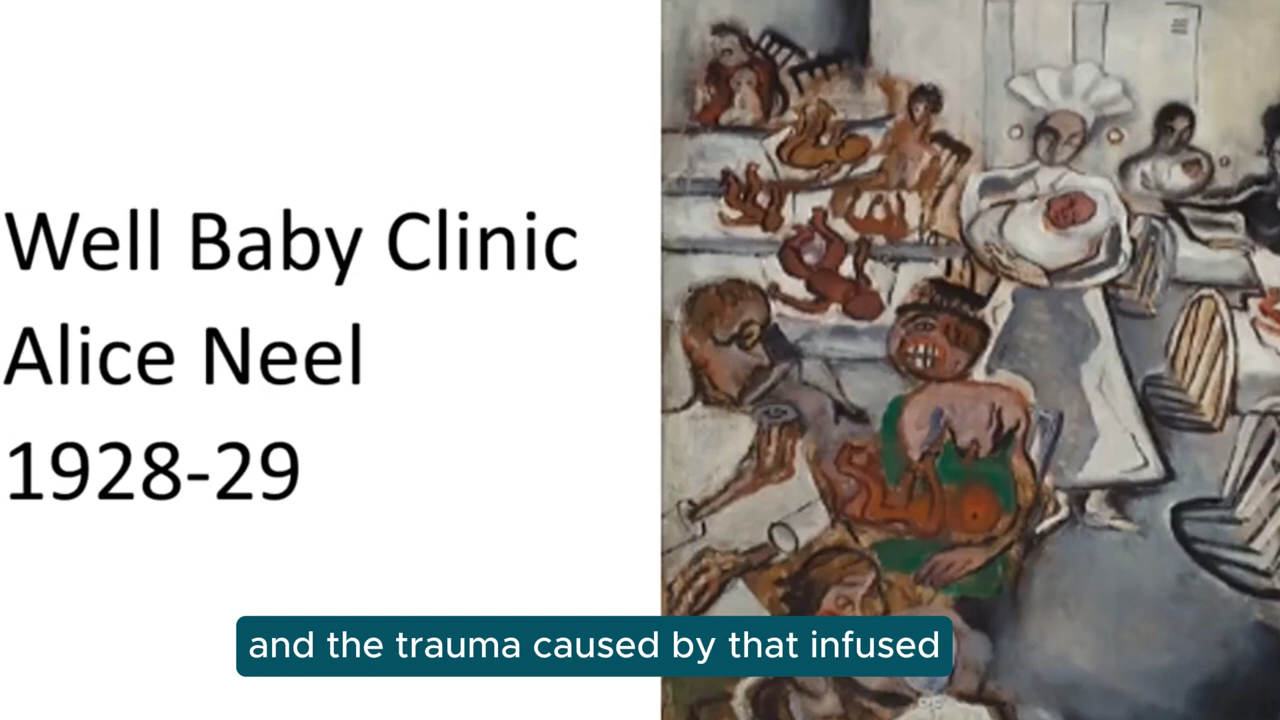 Well Baby Clinic
Alice Neel
1928-29
and the trauma caused by that infused